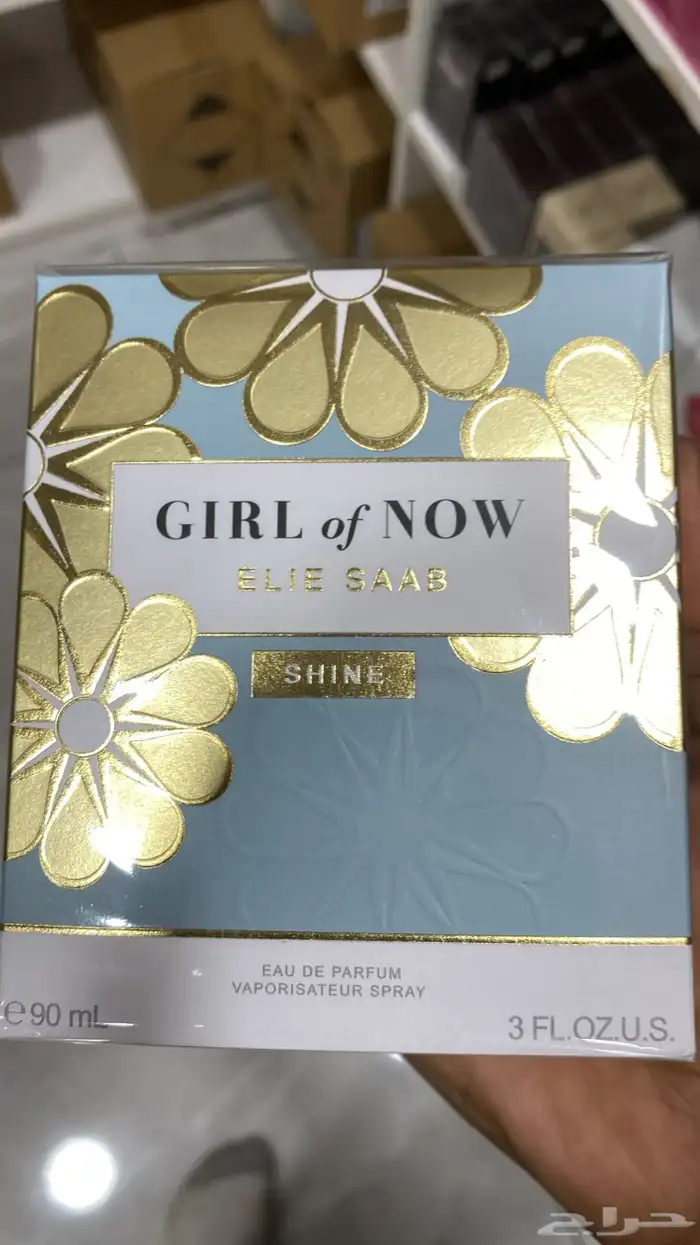 GIRL of NOW
ELIE SAAB
SHINE
EAU DE PARFUM
VAPORISATEUR SPRAY
℮90 mL
3 FL.OZ.U.S.
حراج